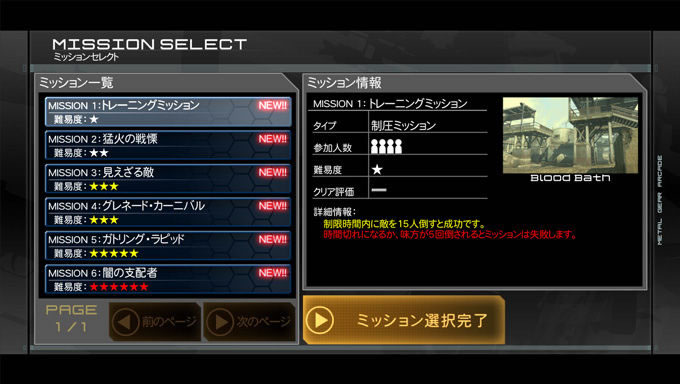 MISSION SELECT
ミッションセレクト
ミッション一覧
MISSION 1:トレーニングミッション NEW!!
難易度:★
MISSION 2:猛火の戦慄 NEW!!
難易度:★★
MISSION 3:見えざる敵 NEW!!
難易度:★★★
MISSION 4:グレネード・カーニバル NEW!!
難易度:★★★
MISSION 5:ガトリング・ラピッド NEW!!
難易度:★★★★★
MISSION 6:闇の支配者 NEW!!
難易度:★★★★★★
PAGE
1/1
前のページ
次のページ
ミッション情報
MISSION 1:トレーニングミッション
タイプ 制圧ミッション
参加人数
難易度 ★
クリア評価 ー
Blood Bath
詳細情報:
制限時間内に敵を15人倒すと成功です。
時間切れになるか、味方が5回倒されるとミッションは失敗します。
ミッション選択完了
METAL GEAR ARCADE